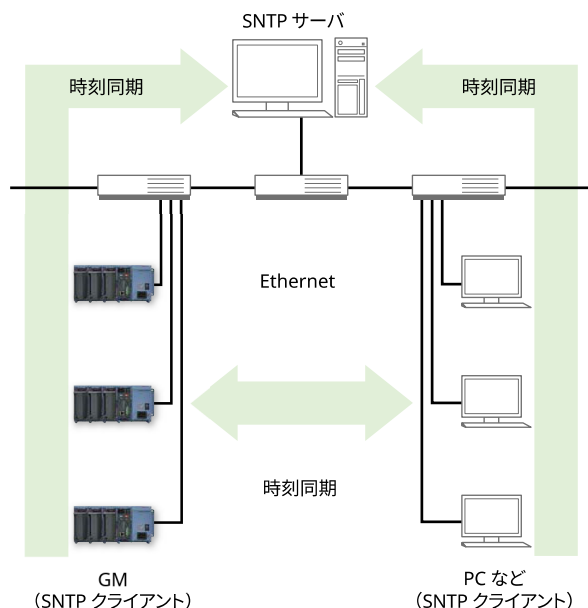 SNTP サーバ
時刻同期
時刻同期
Ethernet
時刻同期
GM
(SNTP クライアント)
PC など
(SNTP クライアント)